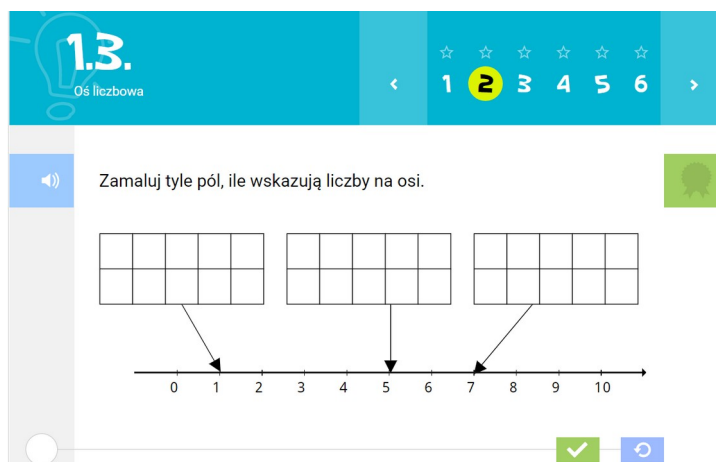 1.3.
Oś liczbowa
1 2 3 4 5 6
Zamaluj tyle pól, ile wskazują liczby na osi.
0 1 2 3 4 5 6 7 8 9 10